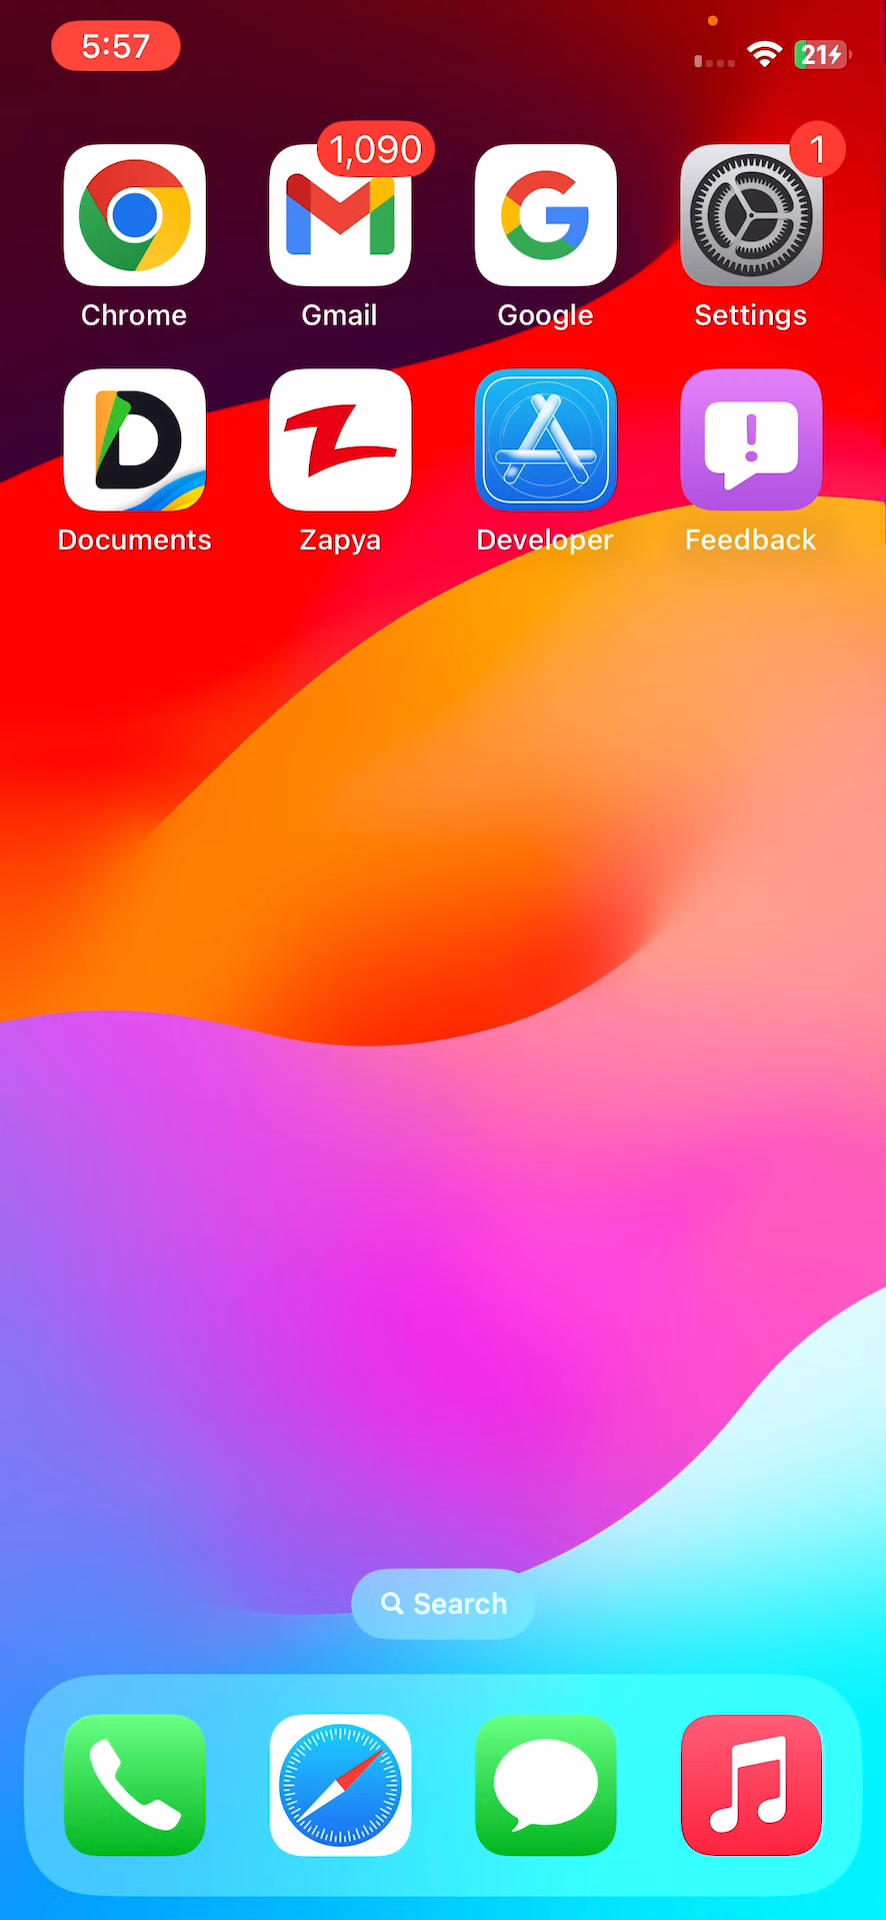 5:57
21
1,090
1
Chrome
Gmail
Google
Settings
Documents
Zapya
Developer
Feedback
Search